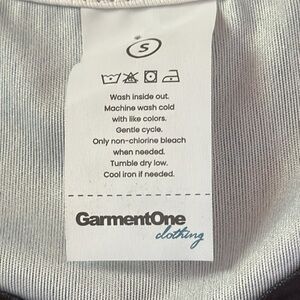 S
Wash inside out.
Machine wash cold
with like colors.
Gentle cycle.
Only non-chlorine bleach
when needed.
Tumble dry low.
Cool iron if needed.
GarmentOne
clothing